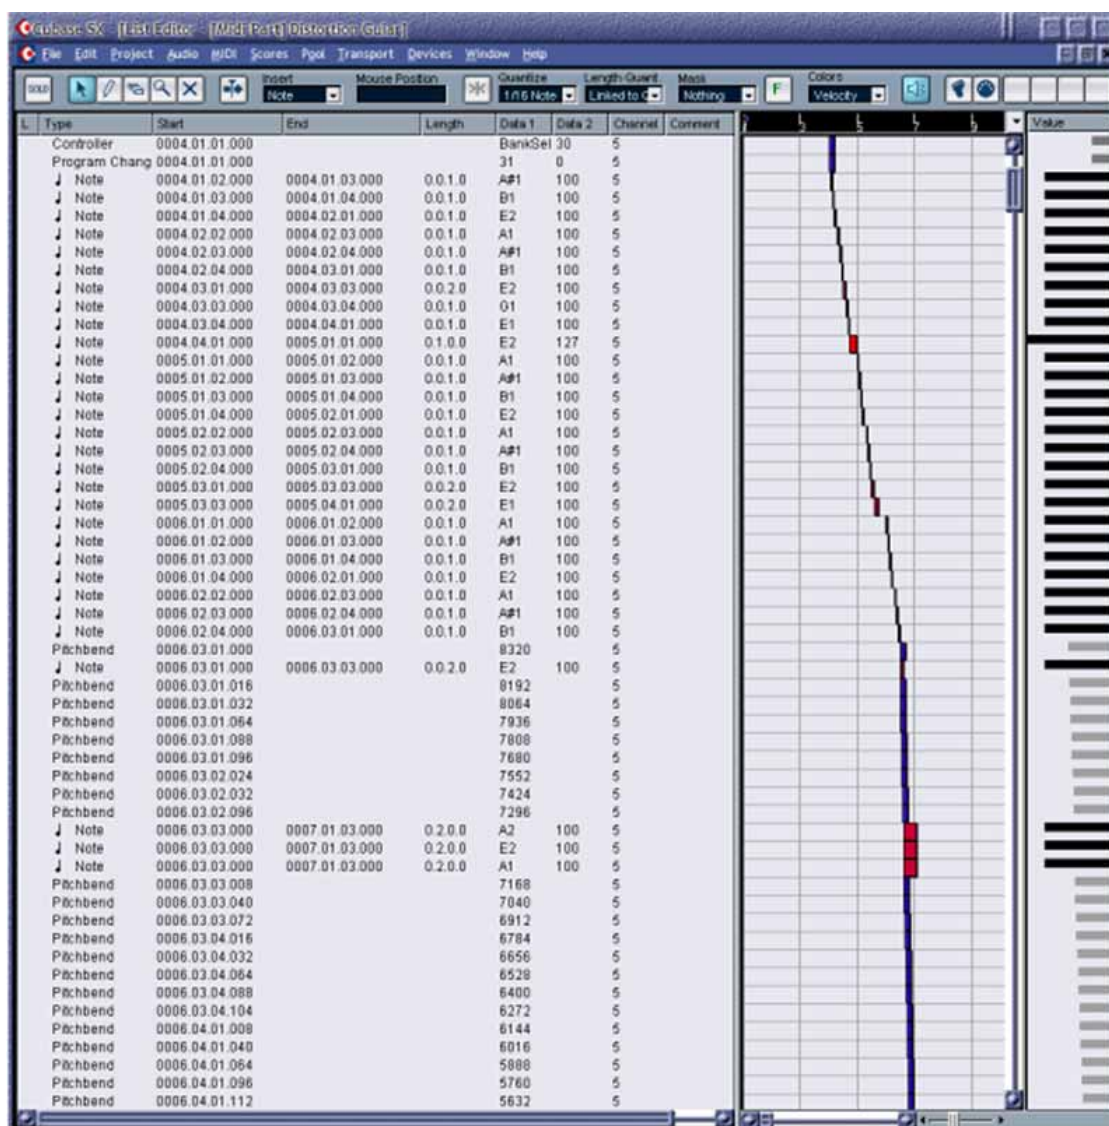 Cubase SX - [List Editor - [Midi Part] Distortion Guitar]
File Edit Project Audio MIDI Scores Pool Transport Devices Window Help
SOLO Insert Mouse Position Quantize Length Quant. Mass Colors
Note 1/16 Note Linked to Q Nothing F Velocity
L Type Start End Length Data 1 Data 2 Channel Comment 1 3 5 7 9 Value
Controller 0004.01.01.000 BankSel 30 5
Program Chang 0004.01.01.000 31 0 5
Note 0004.01.02.000 0004.01.03.000 0.0.1.0 A#1 100 5
Note 0004.01.03.000 0004.01.04.000 0.0.1.0 B1 100 5
Note 0004.01.04.000 0004.02.01.000 0.0.1.0 E2 100 5
Note 0004.02.02.000 0004.02.03.000 0.0.1.0 A1 100 5
Note 0004.02.03.000 0004.02.04.000 0.0.1.0 A#1 100 5
Note 0004.02.04.000 0004.03.01.000 0.0.1.0 B1 100 5
Note 0004.03.01.000 0004.03.03.000 0.0.2.0 E2 100 5
Note 0004.03.03.000 0004.03.04.000 0.0.1.0 G1 100 5
Note 0004.03.04.000 0004.04.01.000 0.0.1.0 E1 100 5
Note 0004.04.01.000 0005.01.01.000 0.1.0.0 E2 127 5
Note 0005.01.01.000 0005.01.02.000 0.0.1.0 A1 100 5
Note 0005.01.02.000 0005.01.03.000 0.0.1.0 A#1 100 5
Note 0005.01.03.000 0005.01.04.000 0.0.1.0 B1 100 5
Note 0005.01.04.000 0005.02.01.000 0.0.1.0 E2 100 5
Note 0005.02.02.000 0005.02.03.000 0.0.1.0 A1 100 5
Note 0005.02.03.000 0005.02.04.000 0.0.1.0 A#1 100 5
Note 0005.02.04.000 0005.03.01.000 0.0.1.0 B1 100 5
Note 0005.03.01.000 0005.03.03.000 0.0.2.0 E2 100 5
Note 0005.03.03.000 0005.04.01.000 0.0.2.0 E1 100 5
Note 0006.01.01.000 0006.01.02.000 0.0.1.0 A1 100 5
Note 0006.01.02.000 0006.01.03.000 0.0.1.0 A#1 100 5
Note 0006.01.03.000 0006.01.04.000 0.0.1.0 B1 100 5
Note 0006.01.04.000 0006.02.01.000 0.0.1.0 E2 100 5
Note 0006.02.02.000 0006.02.03.000 0.0.1.0 A1 100 5
Note 0006.02.03.000 0006.02.04.000 0.0.1.0 A#1 100 5
Note 0006.02.04.000 0006.03.01.000 0.0.1.0 B1 100 5
Pitchbend 0006.03.01.000 8320 5
Note 0006.03.01.000 0006.03.03.000 0.0.2.0 E2 100 5
Pitchbend 0006.03.01.016 8192 5
Pitchbend 0006.03.01.032 8064 5
Pitchbend 0006.03.01.064 7936 5
Pitchbend 0006.03.01.088 7808 5
Pitchbend 0006.03.01.096 7680 5
Pitchbend 0006.03.02.024 7552 5
Pitchbend 0006.03.02.032 7424 5
Pitchbend 0006.03.02.096 7296 5
Note 0006.03.03.000 0007.01.03.000 0.2.0.0 A2 100 5
Note 0006.03.03.000 0007.01.03.000 0.2.0.0 E2 100 5
Note 0006.03.03.000 0007.01.03.000 0.2.0.0 A1 100 5
Pitchbend 0006.03.03.008 7168 5
Pitchbend 0006.03.03.040 7040 5
Pitchbend 0006.03.03.072 6912 5
Pitchbend 0006.03.04.016 6784 5
Pitchbend 0006.03.04.032 6656 5
Pitchbend 0006.03.04.064 6528 5
Pitchbend 0006.03.04.088 6400 5
Pitchbend 0006.03.04.104 6272 5
Pitchbend 0006.04.01.008 6144 5
Pitchbend 0006.04.01.040 6016 5
Pitchbend 0006.04.01.064 5888 5
Pitchbend 0006.04.01.096 5760 5
Pitchbend 0006.04.01.112 5632 5